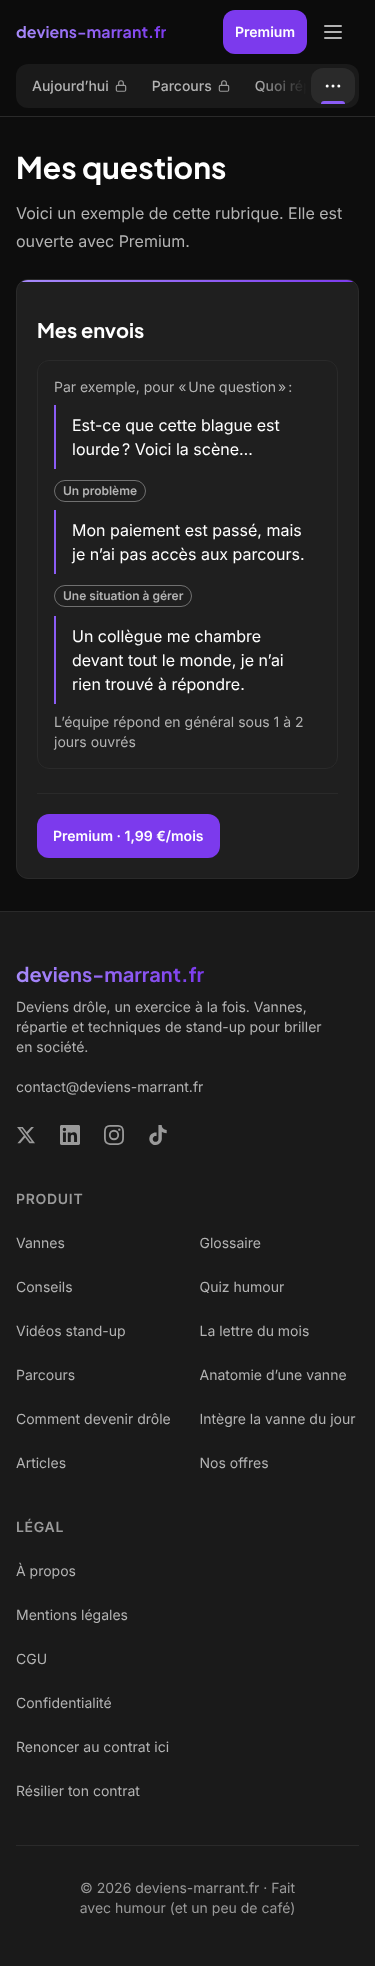 deviens-marrant.fr
Premium
Aujourd’hui
Parcours
Quoi
Mes questions
Voici un exemple de cette rubrique. Elle est
ouverte avec Premium.
Mes envois
Par exemple, pour « Une question » :
Est-ce que cette blague est
lourde ? Voici la scène…
Un problème
Mon paiement est passé, mais
je n’ai pas accès aux parcours.
Une situation à gérer
Un collègue me chambre
devant tout le monde, je n’ai
rien trouvé à répondre.
L’équipe répond en général sous 1 à 2
jours ouvrés
Premium · 1,99 €/mois
deviens-marrant.fr
Deviens drôle, un exercice à la fois. Vannes,
répartie et techniques de stand-up pour briller
en société.
contact@deviens-marrant.fr
PRODUIT
Vannes
Glossaire
Conseils
Quiz humour
Vidéos stand-up
La lettre du mois
Parcours
Anatomie d’une vanne
Comment devenir drôle
Intègre la vanne du jour
Articles
Nos offres
LÉGAL
À propos
Mentions légales
CGU
Confidentialité
Renoncer au contrat ici
Résilier ton contrat
© 2026 deviens-marrant.fr · Fait
avec humour (et un peu de café)